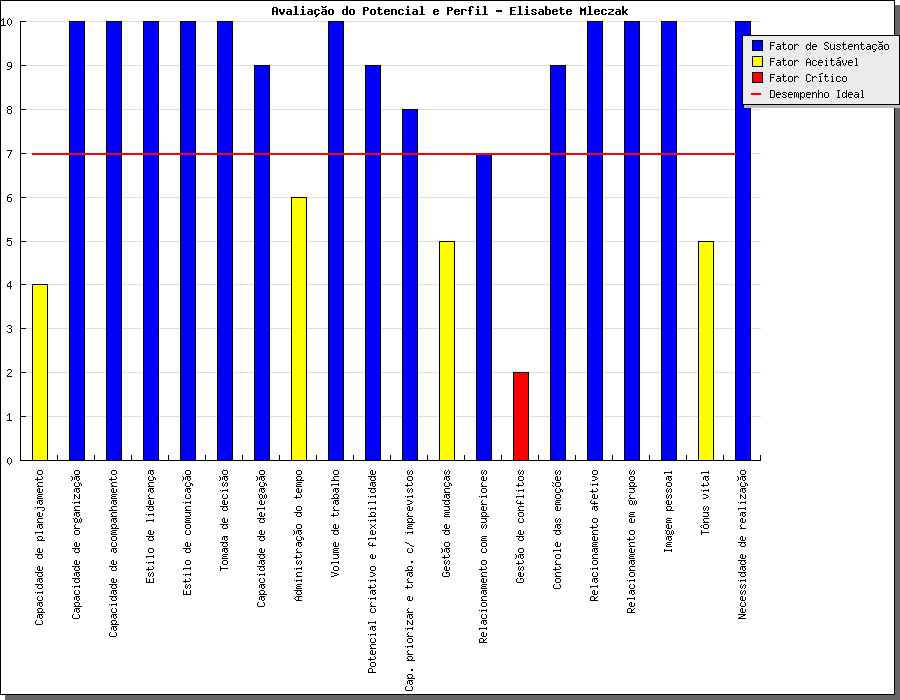 Avaliação do Potencial e Perfil - Elisabete Mleczak
Fator de Sustentação
Fator Aceitável
Fator Crítico
Desempenho Ideal
10
9
8
7
6
5
4
3
2
1
0
Capacidade de planejamento
Capacidade de organização
Capacidade de acompanhamento
Estilo de liderança
Estilo de comunicação
Tomada de decisão
Capacidade de delegação
Administração do tempo
Volume de trabalho
Potencial criativo e flexibilidade
Cap. priorizar e trab. c/ imprevistos
Gestão de mudanças
Relacionamento com superiores
Gestão de conflitos
Controle das emoções
Relacionamento afetivo
Relacionamento em grupos
Imagem pessoal
Tônus vital
Necessidade de realização